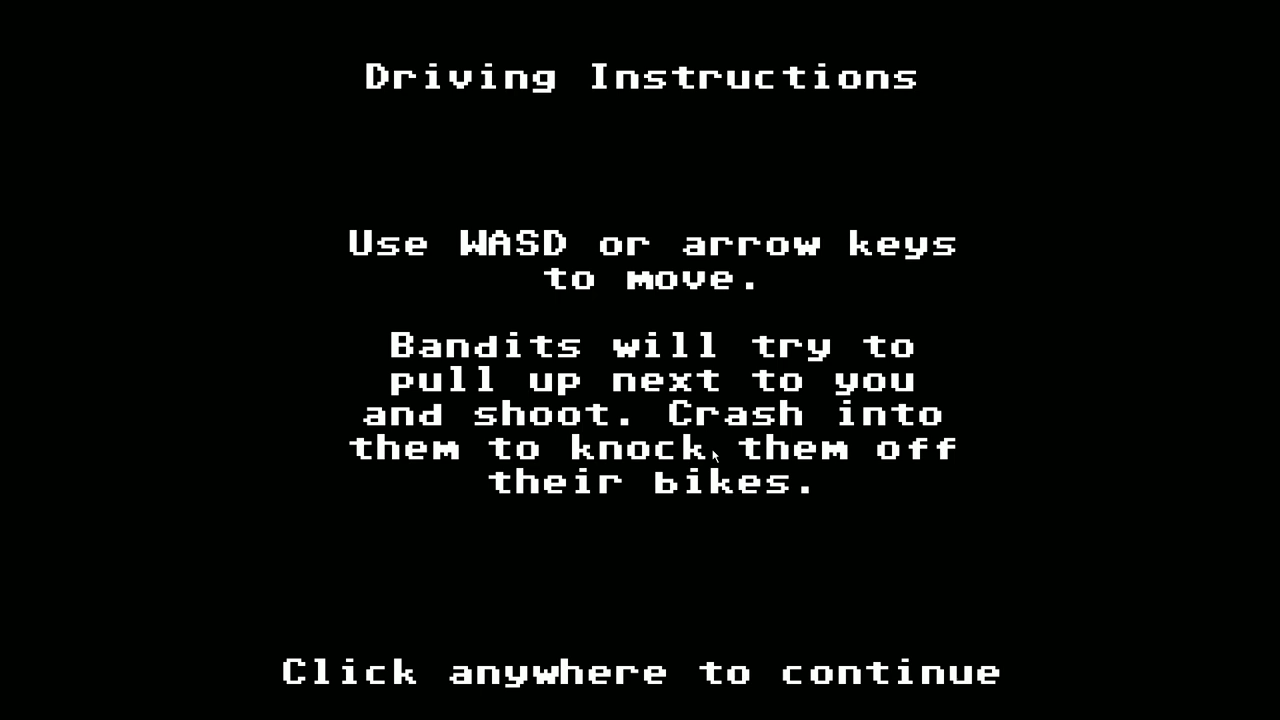 Driving Instructions
Use WASD or arrow keys
to move.
Bandits will try to
pull up next to you
and shoot. Crash into
them to knock them off
their bikes.
Click anywhere to continue